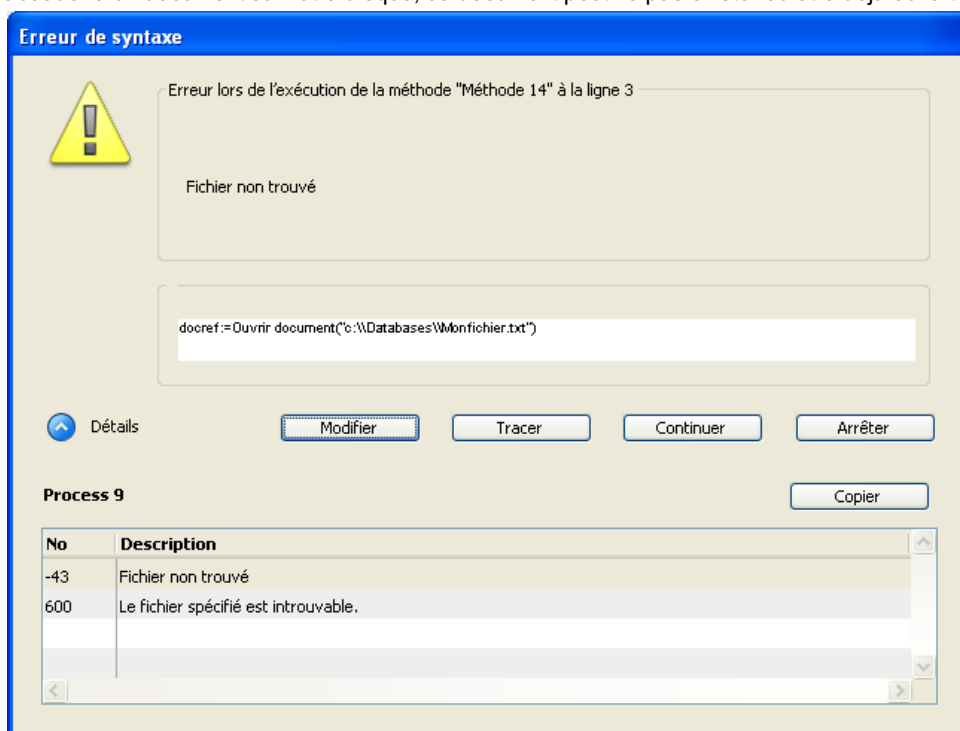 Erreur de syntaxe
Erreur lors de l'exécution de la méthode "Méthode 14" à la ligne 3
Fichier non trouvé
docref:=Ouvrir document("c:\\Databases\\Monfichier.txt")
Détails
Modifier
Tracer
Continuer
Arrêter
Process 9
Copier
No Description
-43 Fichier non trouvé
600 Le fichier spécifié est introuvable.